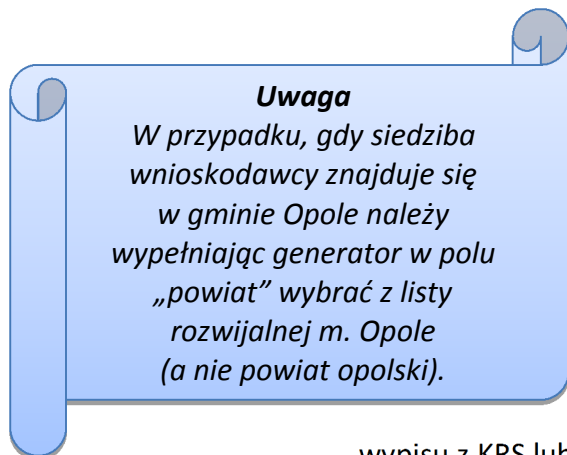 Uwaga
W przypadku, gdy siedziba
wnioskodawcy znajduje się
w gminie Opole należy
wypełniając generator w polu
„powiat” wybrać z listy
rozwijalnej m. Opole
(a nie powiat opolski).
wypisu z KRS lub